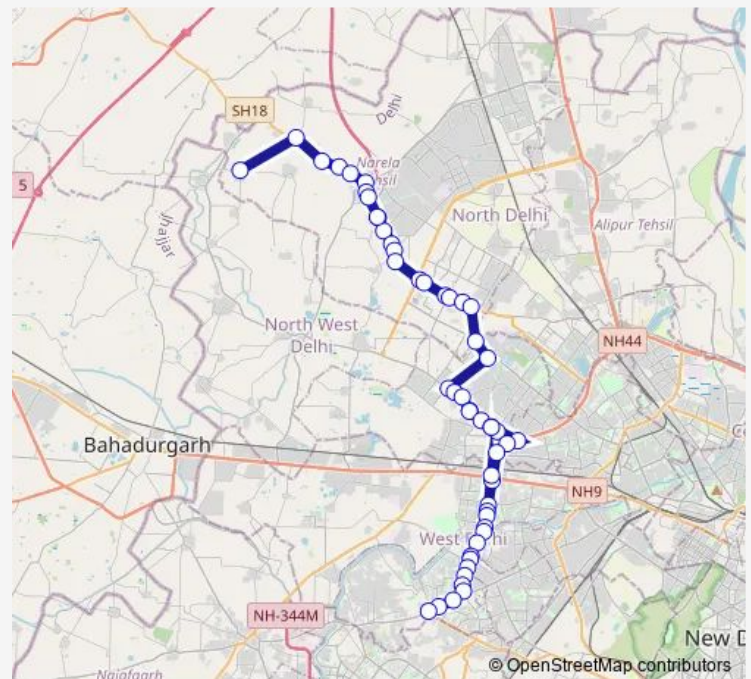 SH18
Delhi
Narela
Tehsil
5
North Delhi
Alipur Tehsil
Jhajjar
North West
Delhi
NH44
Bahadurgarh
NH9
West Delhi
NH-344M
New D
Najafgarh
© OpenStreetMap contributors